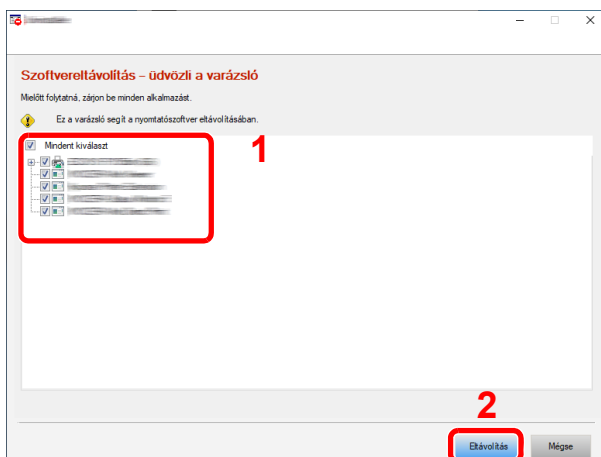 Szoftvereltávolítás – üdvözli a varázsló
Mielőtt folytatná, zárjon be minden alkalmazást.
Ez a varázsló segít a nyomtatószoftver eltávolításában.
1
Mindent kiválaszt
2
Eltávolítás
Mégse